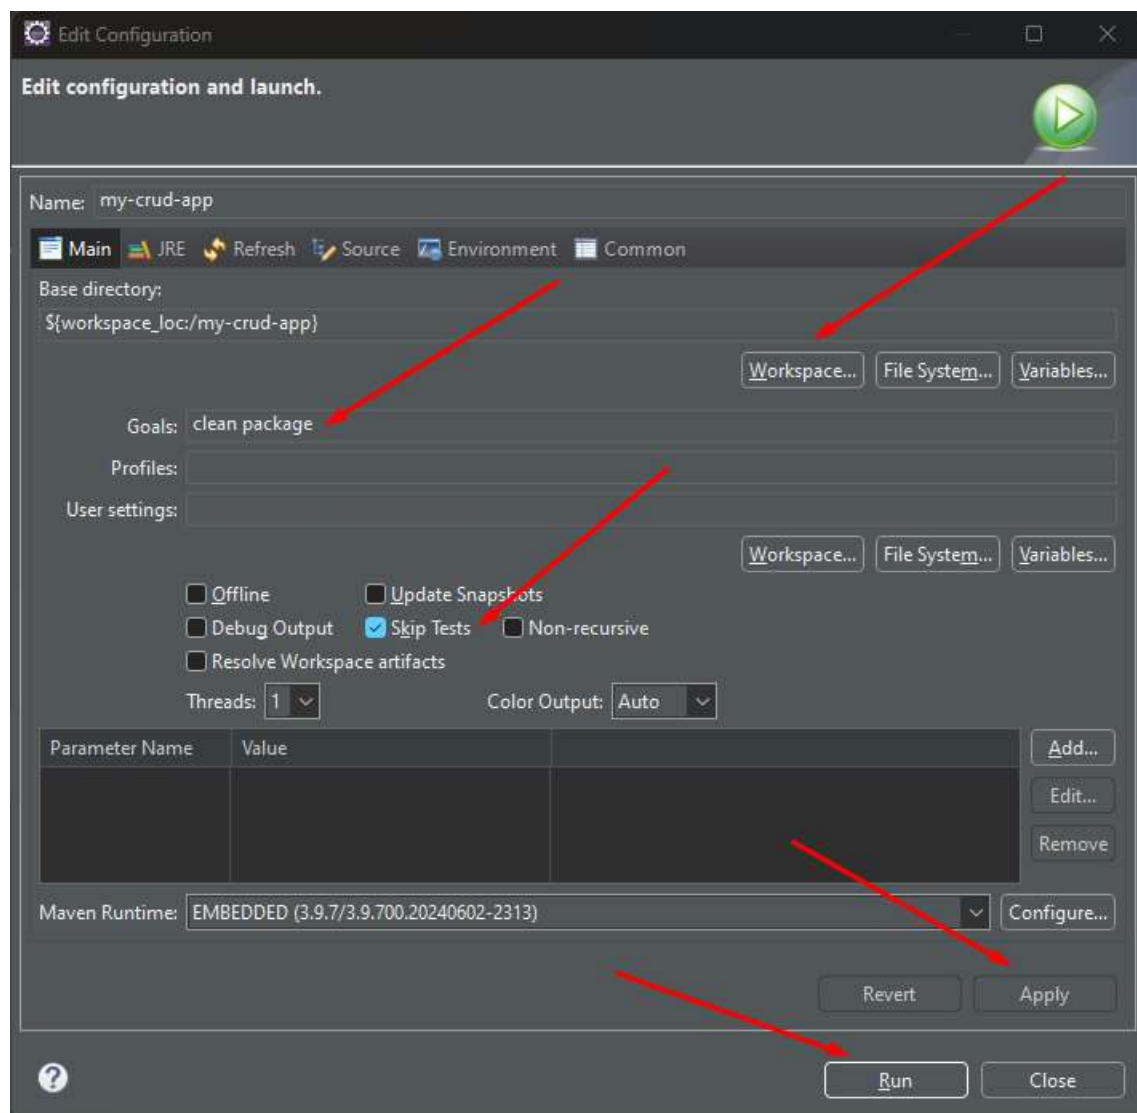 Edit Configuration
Edit configuration and launch.
Name: my-crud-app
Main JRE Refresh Source Environment Common
Base directory:
${workspace_loc:/my-crud-app}
Workspace... File System... Variables...
Goals: clean package
Profiles:
User settings:
Workspace... File System... Variables...
Offline Update Snapshots
Debug Output Skip Tests Non-recursive
Resolve Workspace artifacts
Threads: 1 Color Output: Auto
Parameter Name Value Add...
Edit...
Remove
Maven Runtime: EMBEDDED (3.9.7/3.9.700.20240602-2313) Configure...
Revert Apply
Run Close